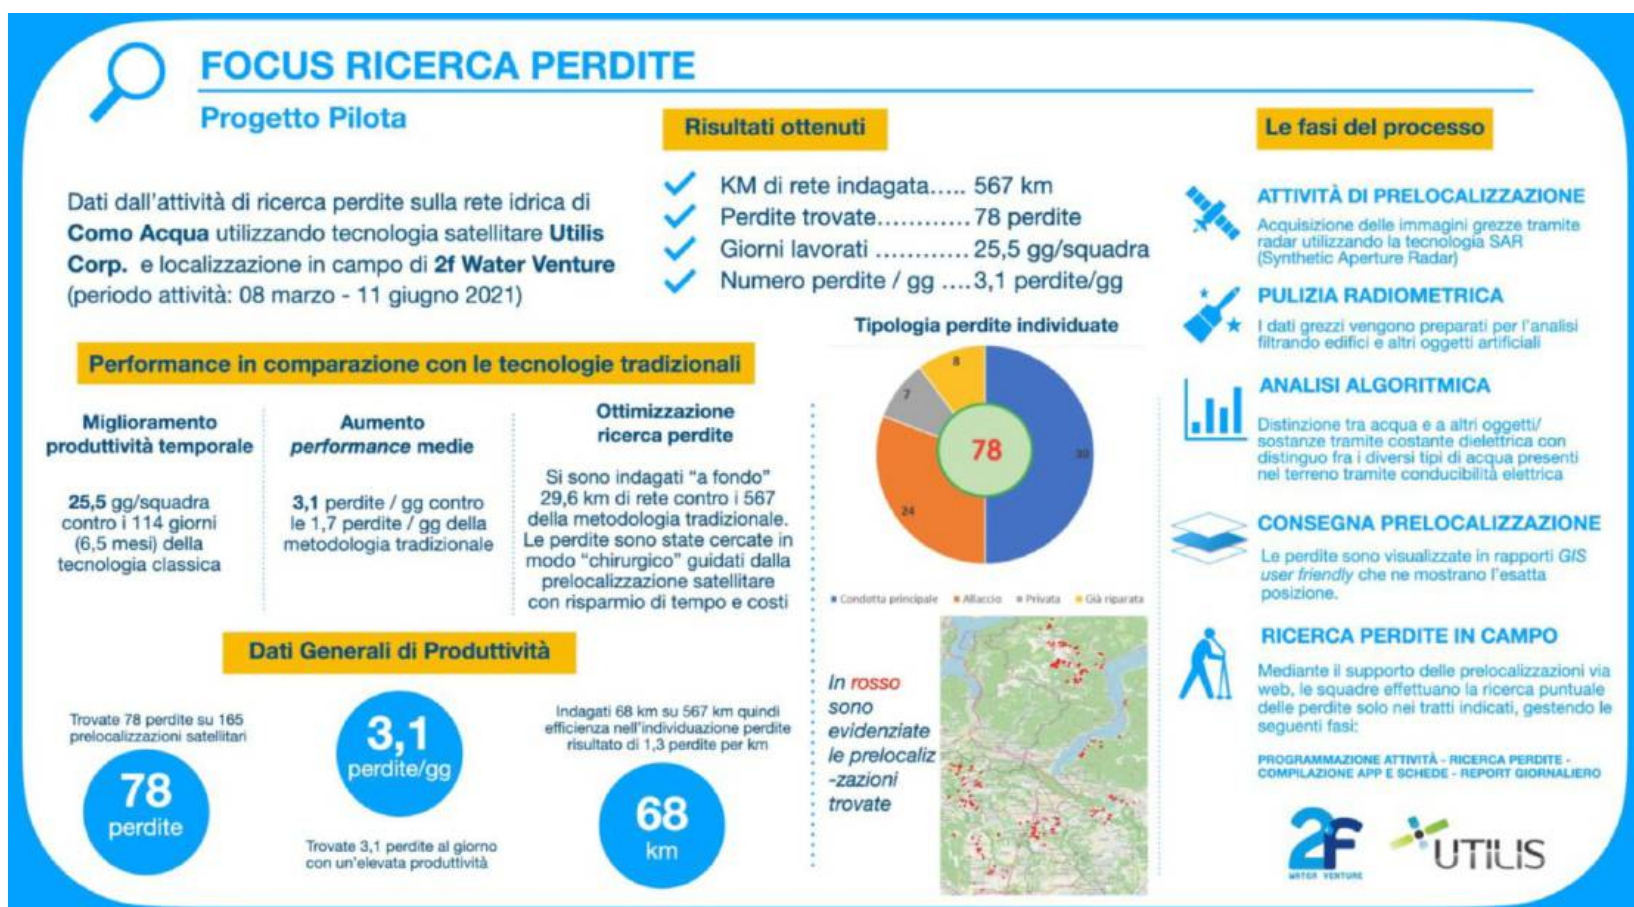 FOCUS RICERCA PERDITE
Progetto Pilota
Dati dall'attività di ricerca perdite sulla rete idrica di
Como Acqua utilizzando tecnologia satellitare Utilis
Corp. e localizzazione in campo di 2f Water Venture
(periodo attività: 08 marzo - 11 giugno 2021)
Risultati ottenuti
KM di rete indagata..... 567 km
Perdite trovate............ 78 perdite
Giorni lavorati ............ 25,5 gg/squadra
Numero perdite / gg ....3,1 perdite/gg
Performance in comparazione con le tecnologie tradizionali
Miglioramento
produttività temporale
25,5 gg/squadra
contro i 114 giorni
(6,5 mesi) della
tecnologia classica
Aumento
performance medie
3,1 perdite / gg contro
le 1,7 perdite / gg della
metodologia tradizionale
Ottimizzazione
ricerca perdite
Si sono indagati "a fondo"
29,6 km di rete contro i 567
della metodologia tradizionale.
Le perdite sono state cercate in
modo "chirurgico" guidati dalla
prelocalizzazione satellitare
con risparmio di tempo e costi
Dati Generali di Produttività
Trovate 78 perdite su 165
prelocalizzazioni satellitari
78
perdite
3,1
perdite/gg
Trovate 3,1 perdite al giorno
con un'elevata produttività
Indagati 68 km su 567 km quindi
efficienza nell'individuazione perdite
risultato di 1,3 perdite per km
68
km
Tipologia perdite individuate
8
7
24
39
78
Condotta principale
Allaccio
Privata
Già riparata
In rosso
sono
evidenziate
le prelocaliz
-zazioni
trovate
Le fasi del processo
ATTIVITÀ DI PRELOCALIZZAZIONE
Acquisizione delle immagini grezze tramite
radar utilizzando la tecnologia SAR
(Synthetic Aperture Radar)
PULIZIA RADIOMETRICA
I dati grezzi vengono preparati per l'analisi
filtrando edifici e altri oggetti artificiali
ANALISI ALGORITMICA
Distinzione tra acqua e a altri oggetti/
sostanze tramite costante dielettrica con
distinguo fra i diversi tipi di acqua presenti
nel terreno tramite conducibilità elettrica
CONSEGNA PRELOCALIZZAZIONE
Le perdite sono visualizzate in rapporti GIS
user friendly che ne mostrano l'esatta
posizione.
RICERCA PERDITE IN CAMPO
Mediante il supporto delle prelocalizzazioni via
web, le squadre effettuano la ricerca puntuale
delle perdite solo nei tratti indicati, gestendo le
seguenti fasi:
PROGRAMMAZIONE ATTIVITÀ - RICERCA PERDITE -
COMPILAZIONE APP E SCHEDE - REPORT GIORNALIERO
2F
WATER VENTURE
UTILIS